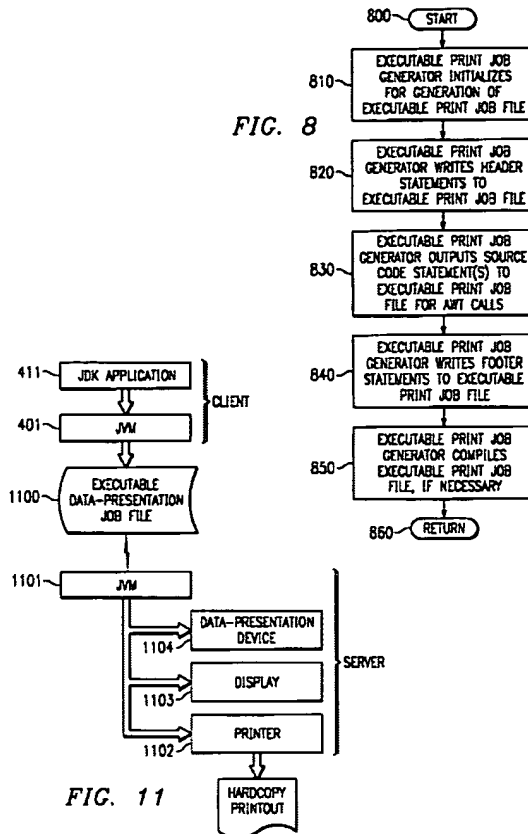 800
START
810
EXECUTABLE PRINT JOB
GENERATOR INITIALIZES
FOR GENERATION OF
EXECUTABLE PRINT JOB FILE
FIG. 8
820
EXECUTABLE PRINT JOB
GENERATOR WRITES HEADER
STATEMENTS TO
EXECUTABLE PRINT JOB FILE
830
EXECUTABLE PRINT JOB
GENERATOR OUTPUTS SOURCE
CODE STATEMENT(S) TO
EXECUTABLE PRINT JOB
FILE FOR AWT CALLS
840
EXECUTABLE PRINT JOB
GENERATOR WRITES FOOTER
STATEMENTS TO EXECUTABLE
PRINT JOB FILE
850
EXECUTABLE PRINT JOB
GENERATOR COMPILES
EXECUTABLE PRINT JOB
FILE, IF NECESSARY
860
RETURN
411
JDK APPLICATION
CLIENT
401
JVM
1100
EXECUTABLE
DATA-PRESENTATION
JOB FILE
1101
JVM
DATA-PRESENTATION
DEVICE
1104
SERVER
DISPLAY
1103
PRINTER
1102
HARDCOPY
PRINTOUT
FIG. 11